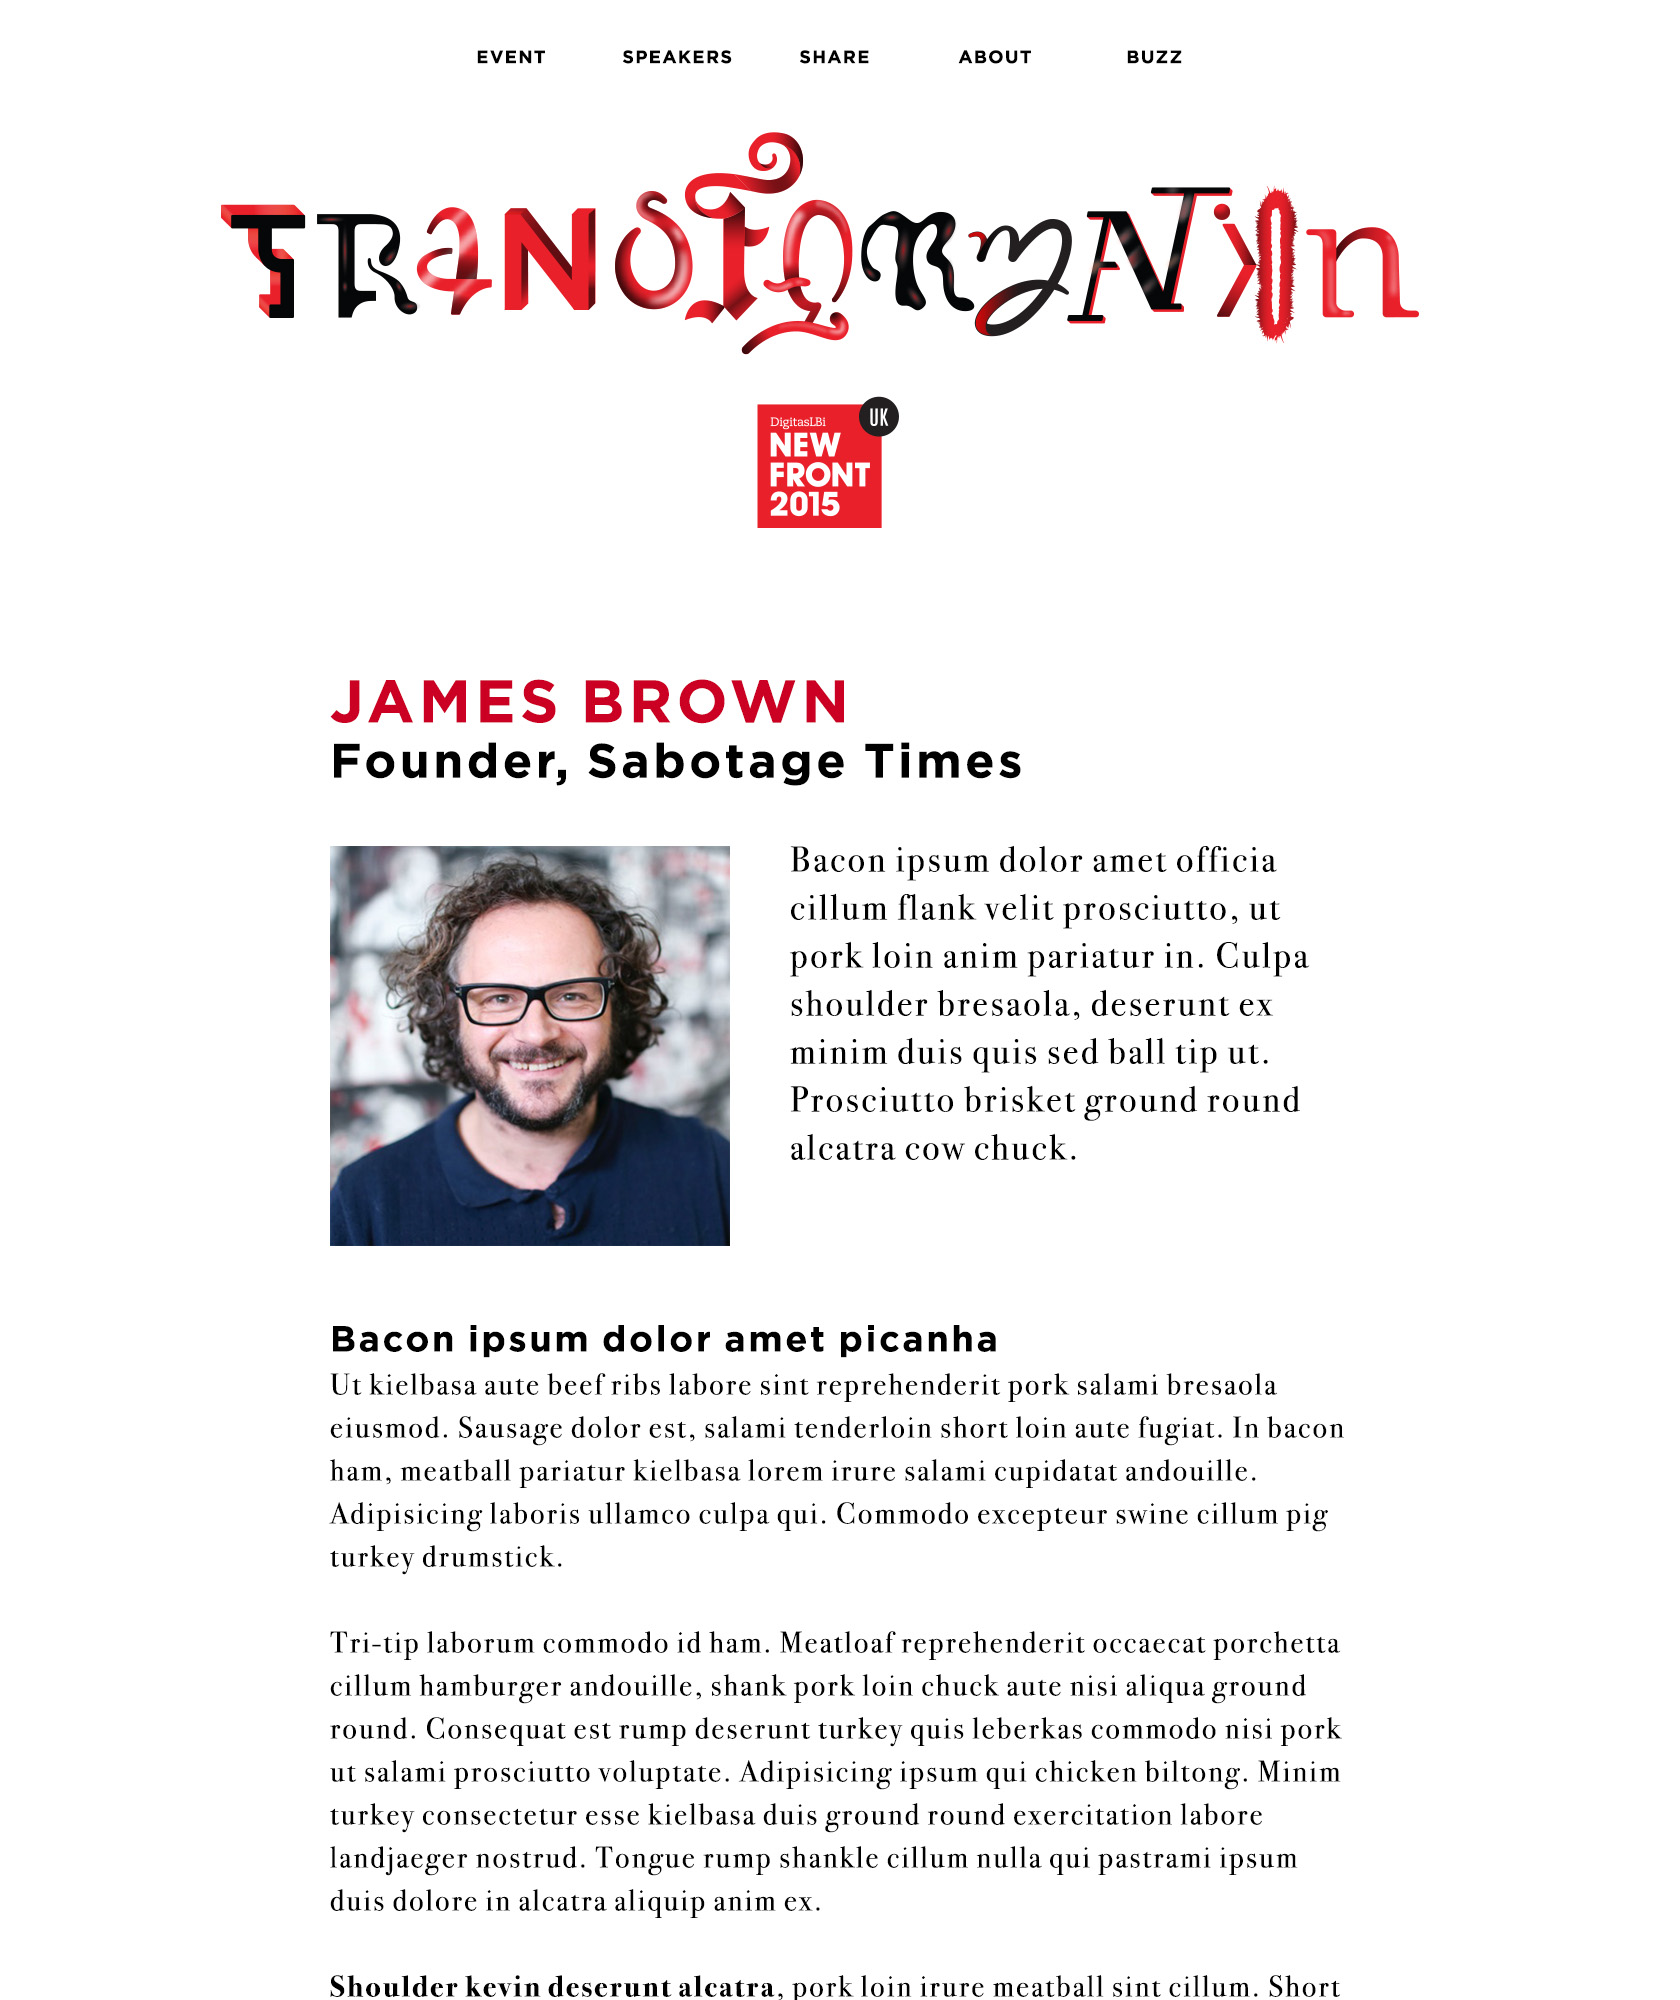 EVENT SPEAKERS SHARE ABOUT BUZZ
TRANSFORMATION
UK
DigitasLBi
NEW
FRONT
2015
JAMES BROWN
Founder, Sabotage Times
Bacon ipsum dolor amet officia
cillum flank velit prosciutto, ut
pork loin anim pariatur in. Culpa
shoulder bresaola, deserunt ex
minim duis quis sed ball tip ut.
Prosciutto brisket ground round
alcatra cow chuck.
Bacon ipsum dolor amet picanha
Ut kielbasa aute beef ribs labore sint reprehenderit pork salami bresaola
eiusmod. Sausage dolor est, salami tenderloin short loin aute fugiat. In bacon
ham, meatball pariatur kielbasa lorem irure salami cupidatat andouille.
Adipisicing laboris ullamco culpa qui. Commodo excepteur swine cillum pig
turkey drumstick.
Tri-tip laborum commodo id ham. Meatloaf reprehenderit occaecat porchetta
cillum hamburger andouille, shank pork loin chuck aute nisi aliqua ground
round. Consequat est rump deserunt turkey quis leberkas commodo nisi pork
ut salami prosciutto voluptate. Adipisicing ipsum qui chicken biltong. Minim
turkey consectetur esse kielbasa duis ground round exercitation labore
landjaeger nostrud. Tongue rump shankle cillum nulla qui pastrami ipsum
duis dolore in alcatra aliquip anim ex.
Shoulder kevin deserunt alcatra, pork loin irure meatball sint cillum. Short